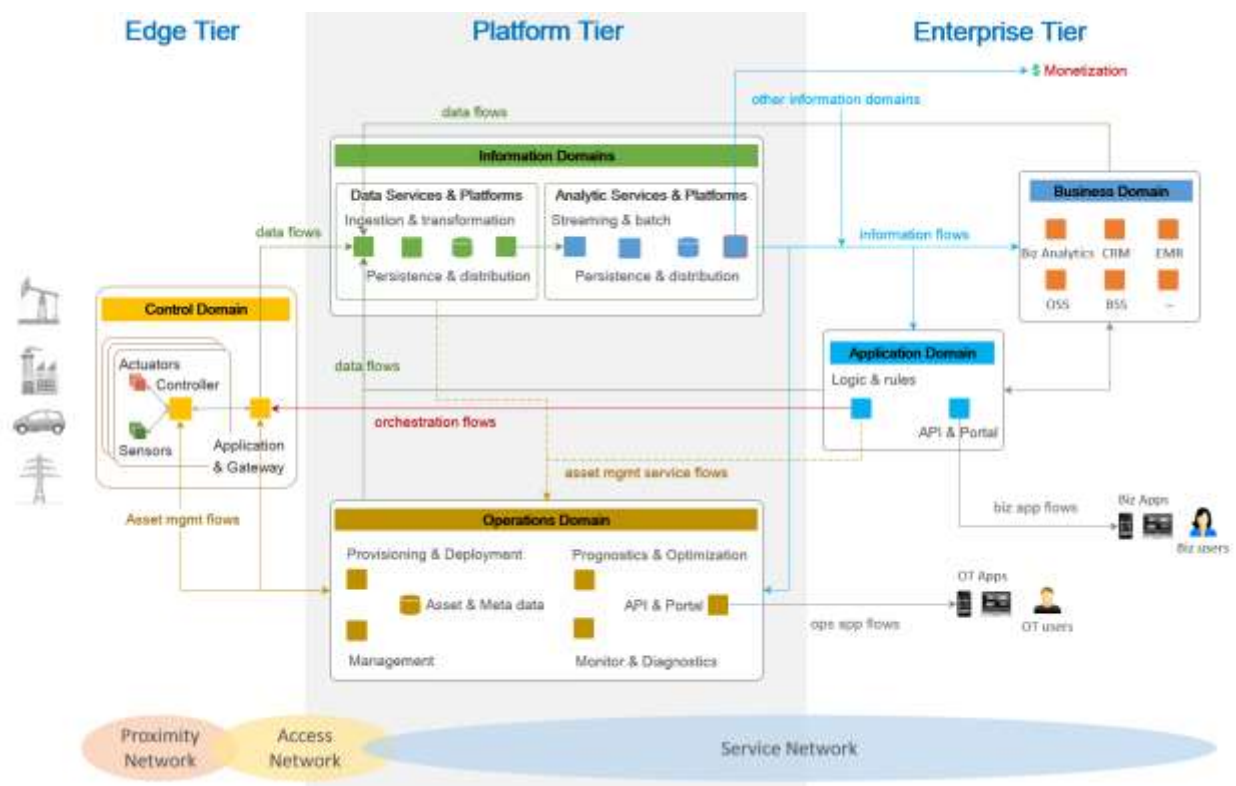 Edge Tier
Platform Tier
Enterprise Tier
$ Monetization
other information domains
data flows
Information Domains
Data Services & Platforms
Analytic Services & Platforms
Business Domain
Ingestion & transformation
Streaming & batch
data flows
information flows
Biz Analytics
CRM
EMR
Persistence & distribution
Persistence & distribution
OSS
BSS
...
Control Domain
Application Domain
Actuators
Controller
data flows
Logic & rules
orchestration flows
API & Portal
Sensors
Application
& Gateway
asset mgmt service flows
Asset mgmt flows
Operations Domain
biz app flows
Biz Apps
Biz users
Provisioning & Deployment
Prognostics & Optimization
OT Apps
Asset & Meta data
API & Portal
ops app flows
OT users
Management
Monitor & Diagnostics
Proximity
Network
Access
Network
Service Network